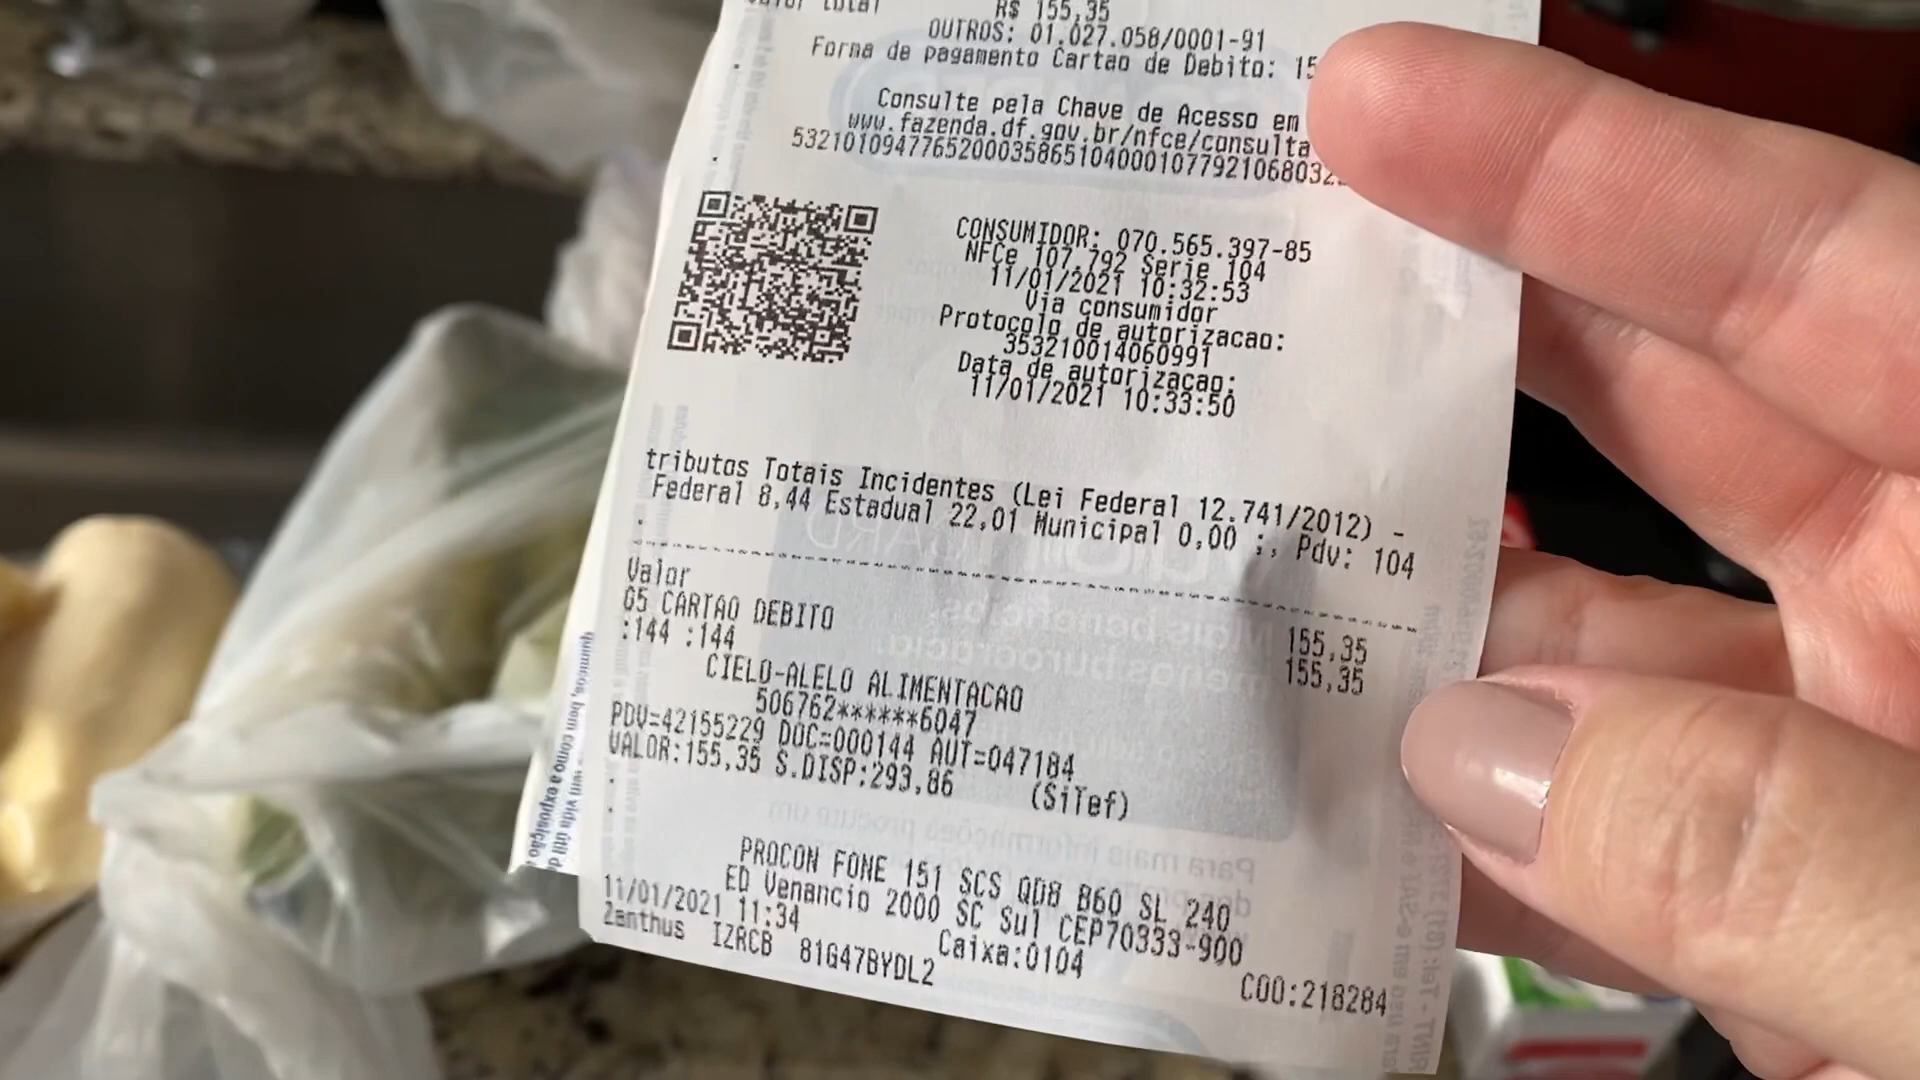 Valor total R$ 155,35
OUTROS: 01.027.058/0001-91
Forma de pagamento Cartao de Debito: 15
Consulte pela Chave de Acesso em
www.fazenda.df.gov.br/nfce/consulta
5321010947765200035865104000107792106803
CONSUMIDOR: 070.565.397-85
NFCe 107.792 Serie 104
11/01/2021 10:32:53
Via consumidor
Protocolo de autorizacao:
353210014060991
Data de autorizacao:
11/01/2021 10:33:50
tributos Totais Incidentes (Lei Federal 12.741/2012) -
Federal 8,44 Estadual 22,01 Municipal 0,00 ;, Pdv: 104
Valor 155,35
G5 CARTAO DEBITO 155,35
:144 :144
CIELO-ALELO ALIMENTACAO
506762******6047
PDV=42155229 DOC=000144 AUT=047184
VALOR:155,35 S.DISP:293,86 (SiTef)
PROCON FONE 151 SCS QD8 B60 SL 240
ED Venancio 2000 SC Sul CEP70333-900
11/01/2021 11:34 Caixa:0104
Zanthus IZRCB 81G47BYDL2 COO:218284